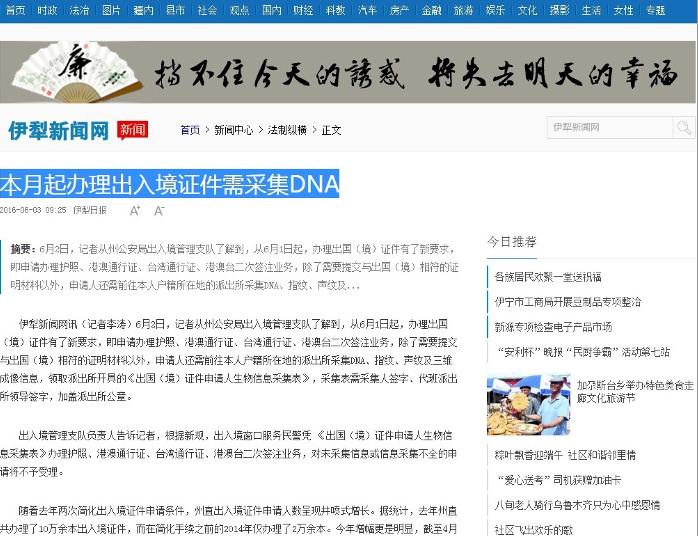 首页 时政 法治 图片 疆内 县市 社会 观点 国内 财经 科教 汽车 房产 金融 旅游 娱乐 文化 摄影 生活 女性 专题
廉 挡不住今天的誘惑 将失去明天的幸福
伊犁新闻网 新闻 首页 > 新闻中心 > 法制纵横 > 正文 伊犁新闻网
本月起办理出入境证件需采集DNA
2016-06-03 09:25 伊犁日报 A+ A-
摘要：6月2日，记者从州公安局出入境管理支队了解到，从6月1日起，办理出国（境）证件有了新要求，
即申请办理护照、港澳通行证、台湾通行证、港澳台二次签注业务，除了需要提交与出国（境）相符的证
明材料以外，申请人还需前往本人户籍所在地的派出所采集DNA、指纹、声纹及...
伊犁新闻网讯（记者李涛）6月2日，记者从州公安局出入境管理支队了解到，从6月1日起，办理出国
（境）证件有了新要求，即申请办理护照、港澳通行证、台湾通行证、港澳台二次签注业务，除了需要提交
与出国（境）相符的证明材料以外，申请人还需前往本人户籍所在地的派出所采集DNA、指纹、声纹及三维
成像信息，领取派出所开具的《出国（境）证件申请人生物信息采集表》，采集表需采集人签字、代班派出
所领导签字，加盖派出所公章。
出入境管理支队负责人告诉记者，根据新规，出入境窗口服务民警凭《出国（境）证件申请人生物信
息采集表》办理护照、港澳通行证、台湾通行证、港澳台二次签注业务，对未采集信息或信息采集不全的申
请将不予受理。
随着去年两次简化出入境证件申请条件，州直出入境证件申请人数呈现井喷式增长。据统计，去年州直
共办理了10万余本出入境证件，而在简化手续之前的2014年仅办理了2万余本。今年增幅更是明显，截至4月
今日推荐
各族居民欢聚一堂送祝福
伊宁市工商局开展豆制品专项整治
新源专项检查电子产品市场
“安利杯”晚报“民厨争霸”活动第七站
加尕斯台乡举办特色美食走
廊文化旅游节
粽叶飘香迎端午 社区和谐邻里情
“爱心送考”司机获赠加油卡
八旬老人骑行乌鲁木齐只为心中感恩情
社区飞出欢乐的歌